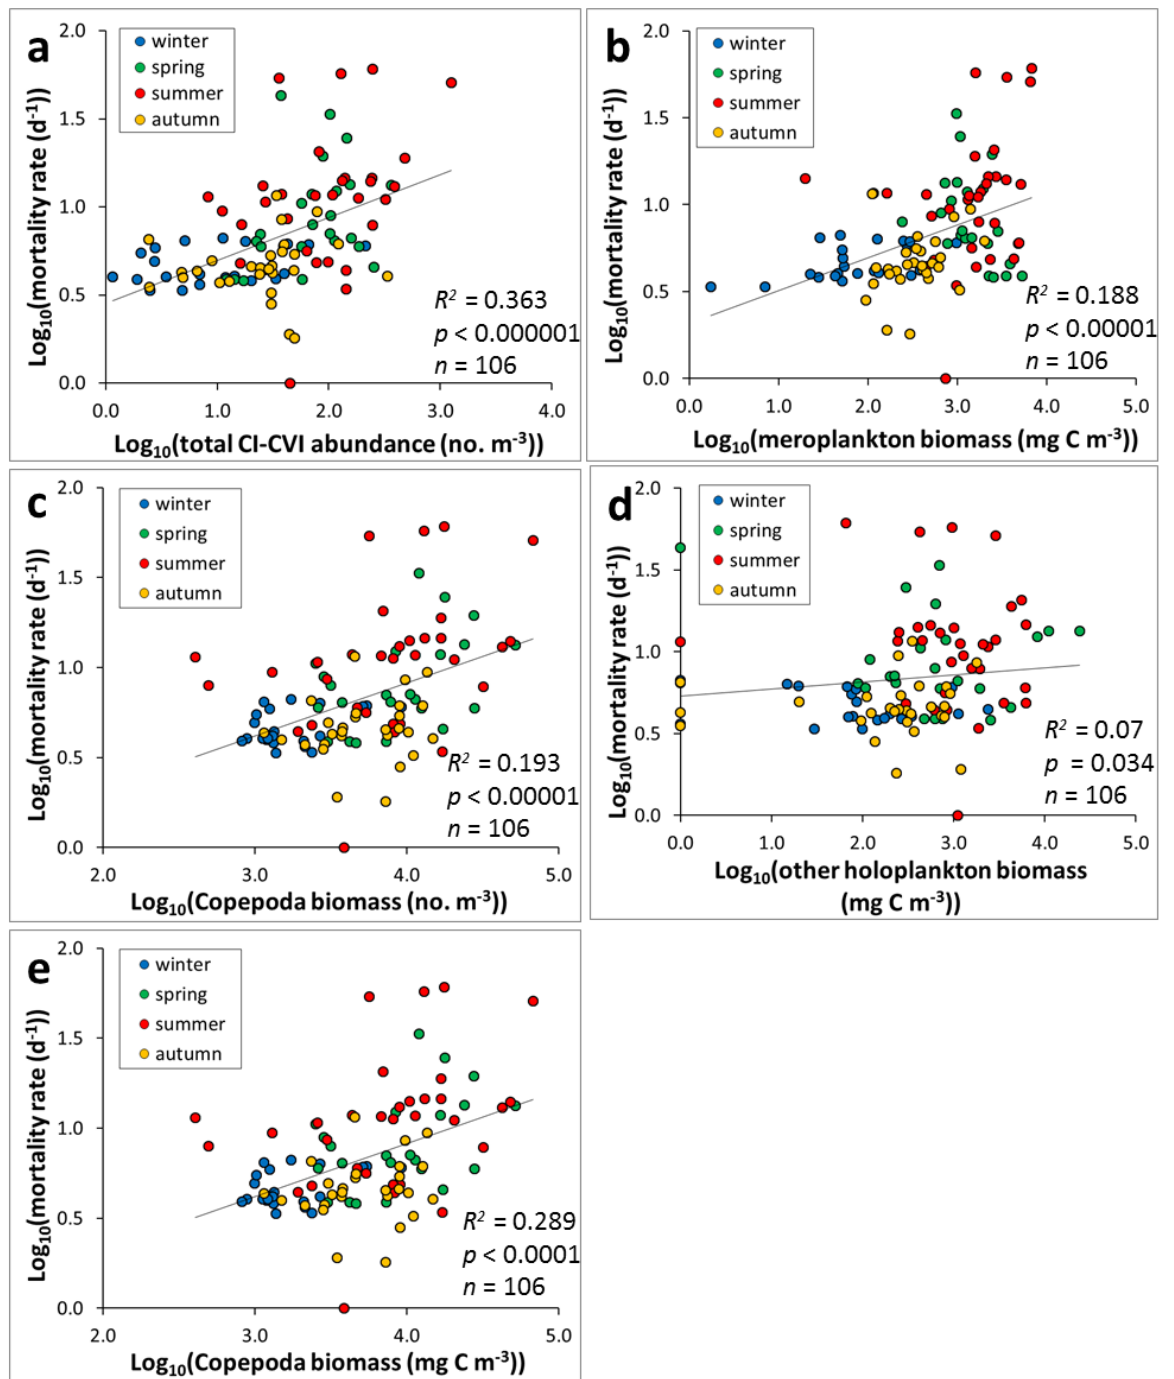 a
winter
spring
summer
autumn
2.0
1.5
1.0
0.5
0.0
Log10(mortality rate (d-1))
R2 = 0.363
p < 0.000001
n = 106
0.0 1.0 2.0 3.0 4.0
Log10(total CI-CVI abundance (no. m-3))
b
winter
spring
summer
autumn
2.0
1.5
1.0
0.5
0.0
Log10(mortality rate (d-1))
R2 = 0.188
p < 0.00001
n = 106
0.0 1.0 2.0 3.0 4.0 5.0
Log10(meroplankton biomass (mg C m-3))
c
winter
spring
summer
autumn
2.0
1.5
1.0
0.5
0.0
Log10(mortality rate (d-1))
R2 = 0.193
p < 0.00001
n = 106
2.0 3.0 4.0 5.0
Log10(Copepoda biomass (no. m-3))
d
winter
spring
summer
autumn
2.0
1.5
1.0
0.5
0.0
Log10(mortality rate (d-1))
R2 = 0.07
p = 0.034
n = 106
0.0 1.0 2.0 3.0 4.0 5.0
Log10(other holoplankton biomass
(mg C m-3))
e
winter
spring
summer
autumn
2.0
1.5
1.0
0.5
0.0
Log10(mortality rate (d-1))
R2 = 0.289
p < 0.0001
n = 106
2.0 3.0 4.0 5.0
Log10(Copepoda biomass (mg C m-3))